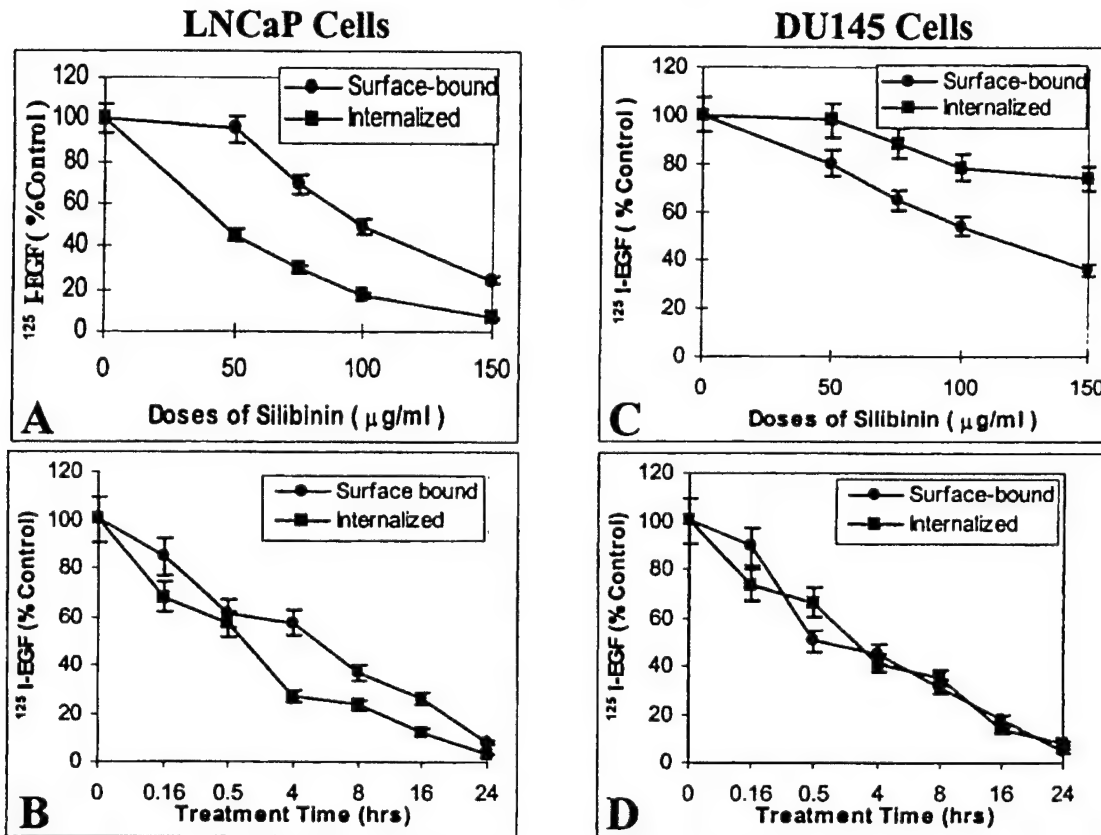 LNCaP Cells
DU145 Cells
120
100
80
60
40
20
0
¹²⁵ I-EGF ( %Control)
Surface-bound
Internalized
0 50 100 150
Doses of Silibinin ( μg/ml)
A
120
100
80
60
40
20
0
¹²⁵ I-EGF ( % Control)
Surface-bound
Internalized
0 50 100 150
Doses of Silibinin ( μg/ml)
C
120
100
80
60
40
20
0
¹²⁵ I-EGF (% Control)
Surface bound
Internalized
0 0.16 0.5 4 8 16 24
Treatment Time (hrs)
B
120
100
80
60
40
20
0
¹²⁵ I-EGF (% Control)
Surface-bound
Internalized
0 0.16 0.5 4 8 16 24
Treatment Time (hrs)
D